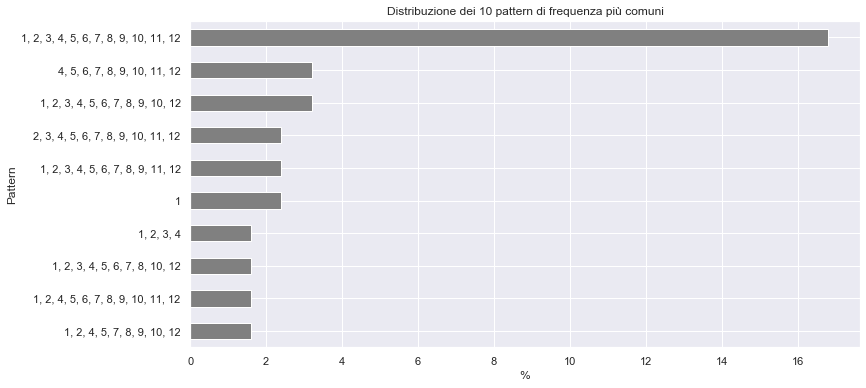 Distribuzione dei 10 pattern di frequenza più comuni
1, 2, 3, 4, 5, 6, 7, 8, 9, 10, 11, 12
4, 5, 6, 7, 8, 9, 10, 11, 12
1, 2, 3, 4, 5, 6, 7, 8, 9, 10, 12
2, 3, 4, 5, 6, 7, 8, 9, 10, 11, 12
1, 2, 3, 4, 5, 6, 7, 8, 9, 11, 12
1
1, 2, 3, 4
1, 2, 3, 4, 5, 6, 7, 8, 10, 12
1, 2, 4, 5, 6, 7, 8, 9, 10, 11, 12
1, 2, 4, 5, 7, 8, 9, 10, 12
Pattern
0 2 4 6 8 10 12 14 16
%